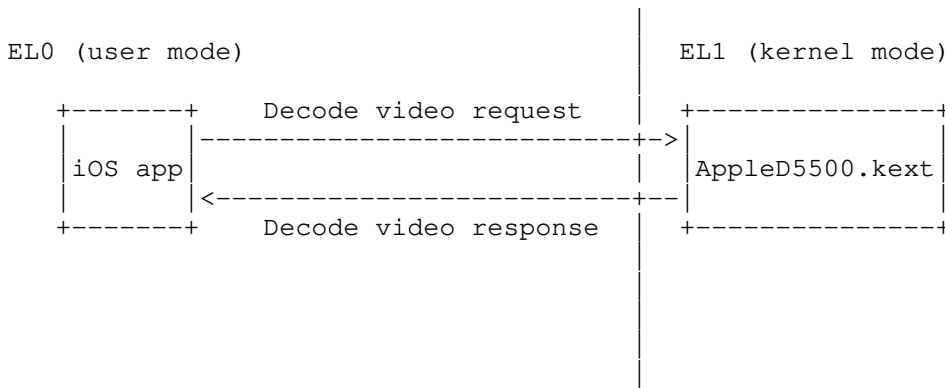 EL0 (user mode)
EL1 (kernel mode)
Decode video request
iOS app
AppleD5500.kext
Decode video response